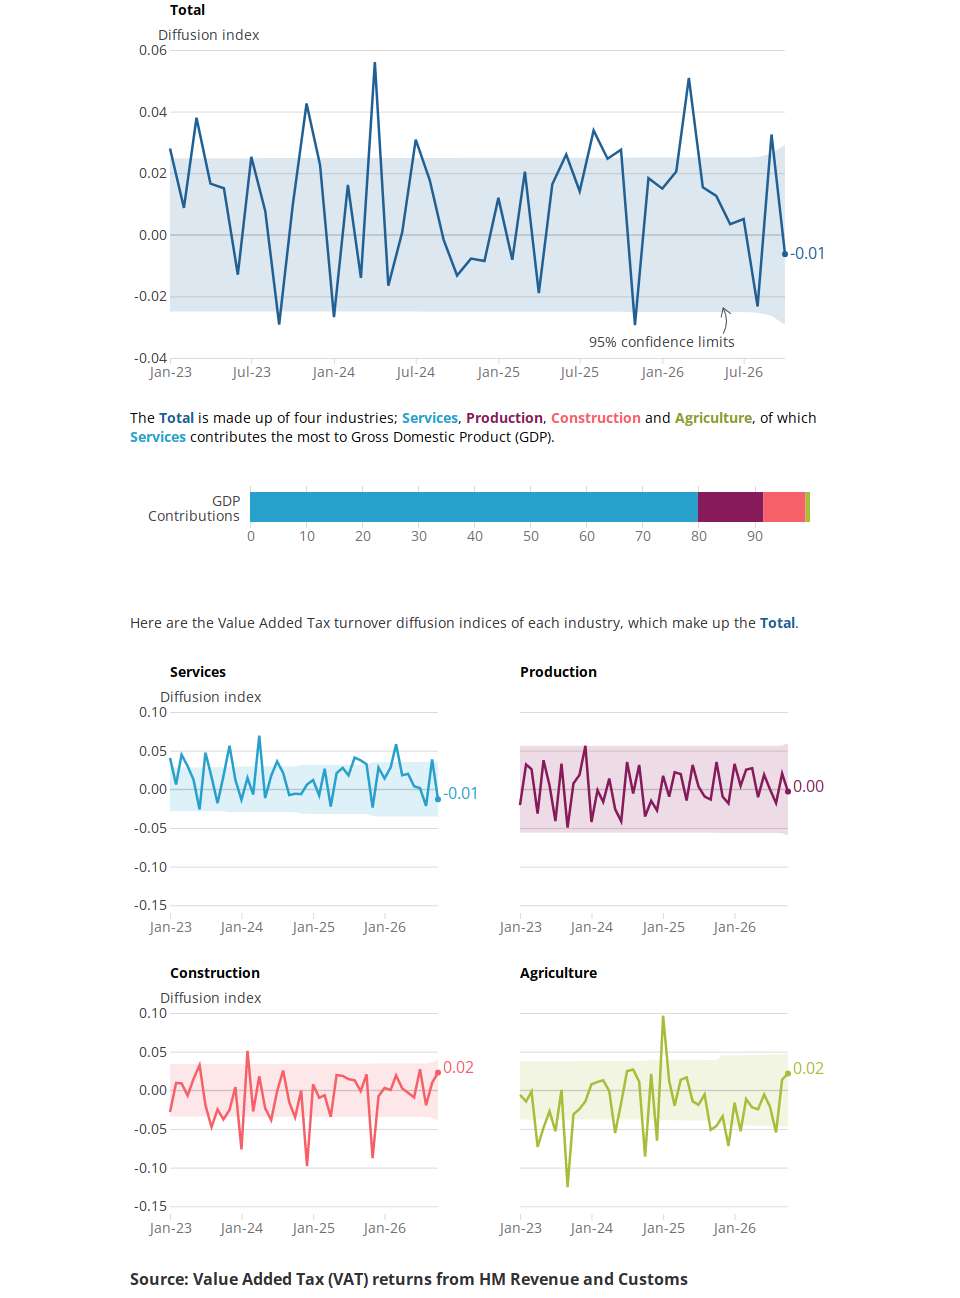 Total
Diffusion index
0.06
0.04
0.02
0.00
-0.01
-0.02
95% confidence limits
-0.04
Jan-23 Jul-23 Jan-24 Jul-24 Jan-25 Jul-25 Jan-26 Jul-26
The Total is made up of four industries; Services, Production, Construction and Agriculture, of which
Services contributes the most to Gross Domestic Product (GDP).
GDP
Contributions
0 10 20 30 40 50 60 70 80 90
Here are the Value Added Tax turnover diffusion indices of each industry, which make up the Total.
Services
Diffusion index
0.10
0.05
0.00
-0.01
-0.05
-0.10
-0.15
Jan-23 Jan-24 Jan-25 Jan-26
Production
0.00
Jan-23 Jan-24 Jan-25 Jan-26
Construction
Diffusion index
0.10
0.05
0.02
0.00
-0.05
-0.10
-0.15
Jan-23 Jan-24 Jan-25 Jan-26
Agriculture
0.02
Jan-23 Jan-24 Jan-25 Jan-26
Source: Value Added Tax (VAT) returns from HM Revenue and Customs